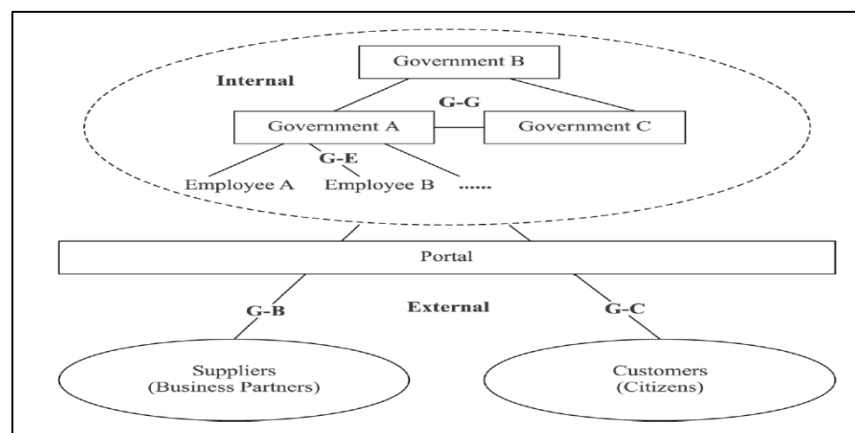 Government B
Internal
G-G
Government A
Government C
G-E
Employee A
Employee B
......
Portal
External
G-B
G-C
Suppliers
(Business Partners)
Customers
(Citizens)